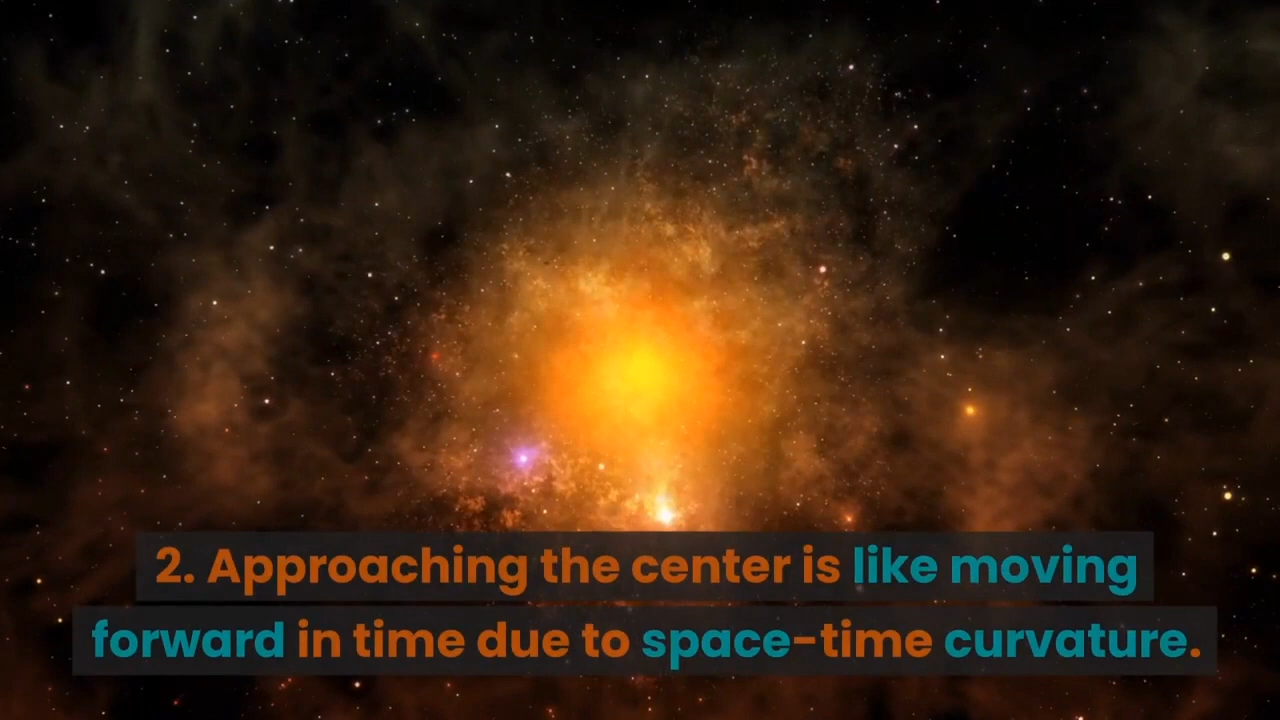 2. Approaching the center is like moving
forward in time due to space-time curvature.